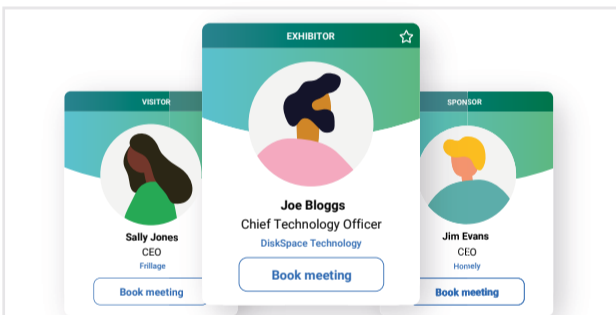 VISITOR
Sally Jones
CEO
Frillage
Book meeting
EXHIBITOR
Joe Bloggs
Chief Technology Officer
DiskSpace Technology
Book meeting
SPONSOR
Jim Evans
CEO
Homely
Book meeting